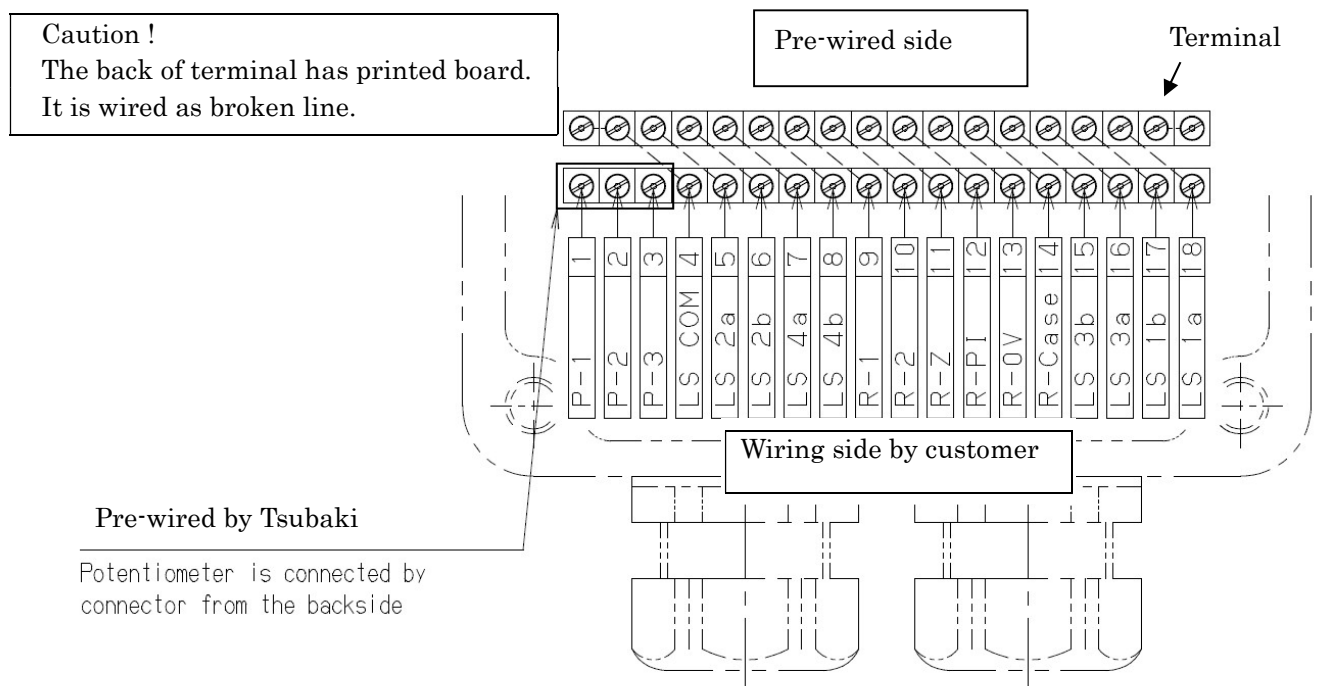 Caution !
The back of terminal has printed board.
It is wired as broken line.
Pre-wired side
Terminal
P-1 1
P-2 2
P-3 3
LS COM 4
LS 2a 5
LS 2b 6
LS 4a 7
LS 4b 8
R-1 9
R-2 10
R-Z 11
R-PI 12
R-0V 13
R-Case 14
LS 3b 15
LS 3a 16
LS 1b 17
LS 1a 18
Wiring side by customer
Pre-wired by Tsubaki
Potentiometer is connected by
connector from the backside